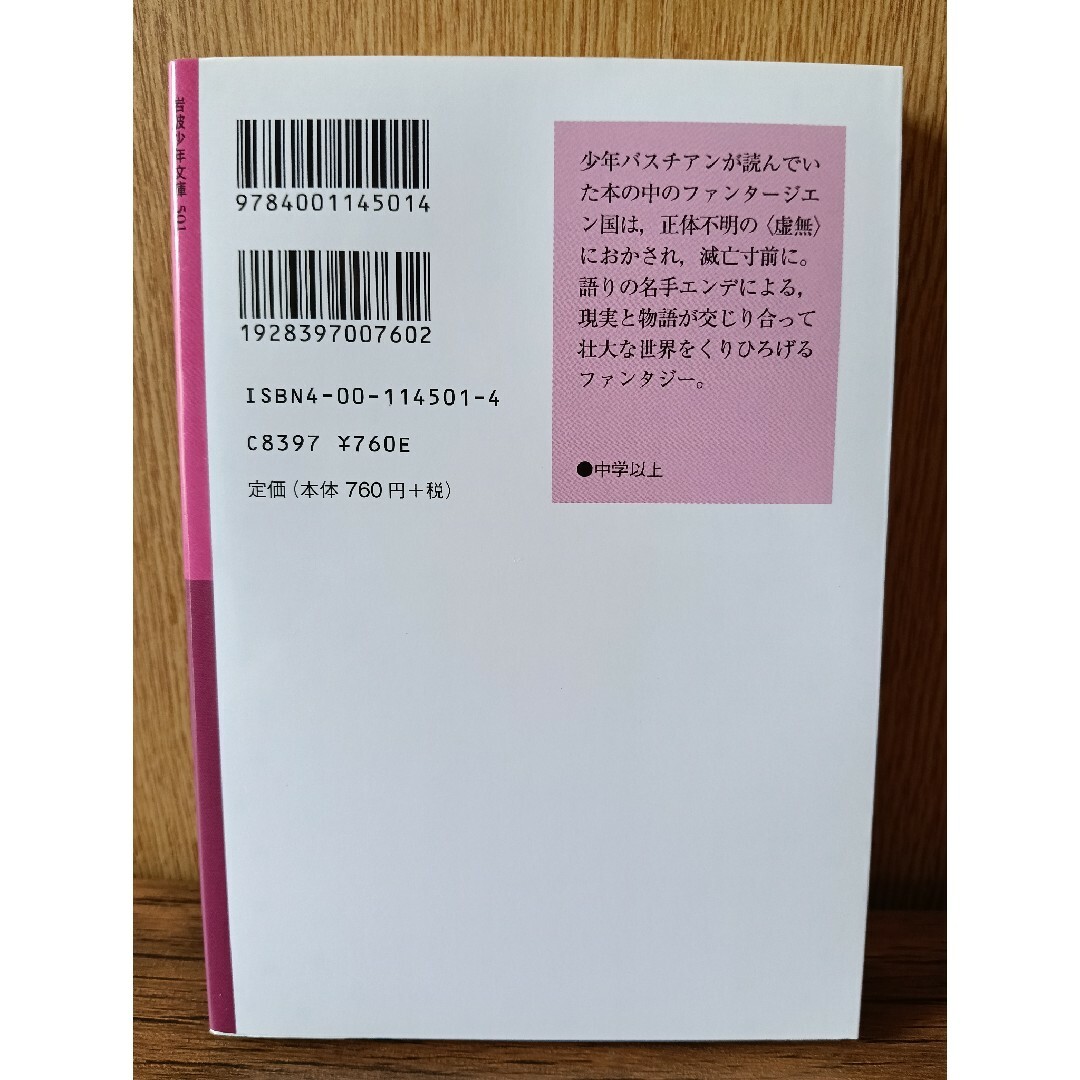 岩波少年文庫 501
9784001145014
1928397007602
ISBN4-00-114501-4
C8397 ¥760E
定価(本体 760 円+税)
少年バスチアンが読んでい
た本の中のファンタージエ
ン国は，正体不明の〈虚無〉
におかされ，滅亡寸前に。
語りの名手エンデによる，
現実と物語が交じり合って
壮大な世界をくりひろげる
ファンタジー。
●中学以上